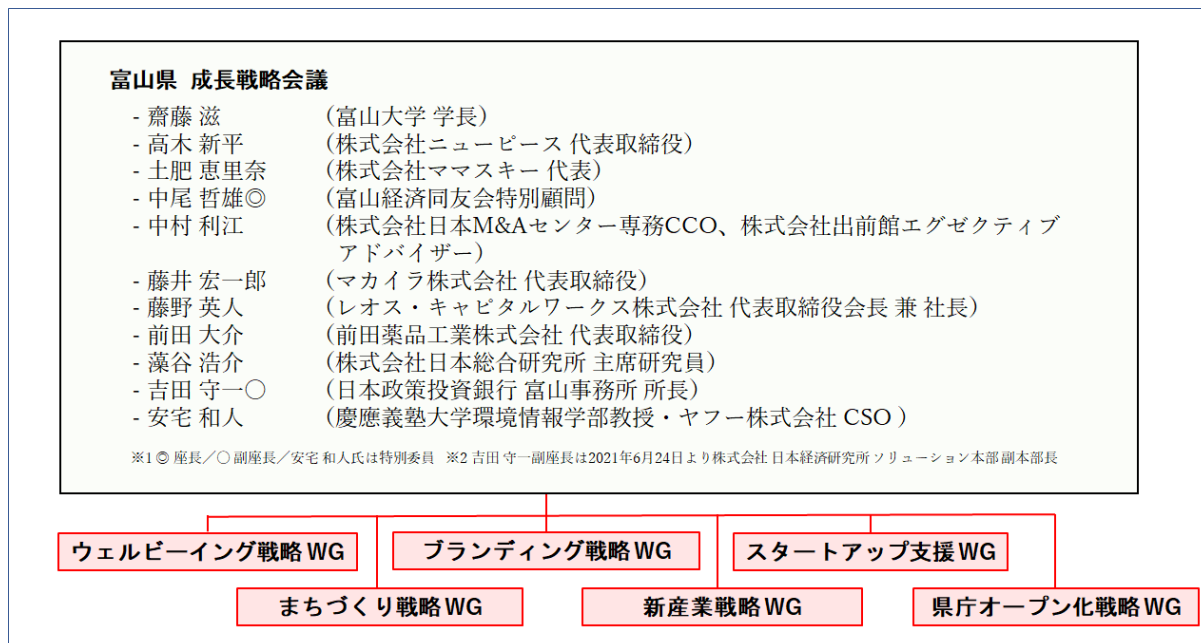 富山県 成長戦略会議
- 齋藤 滋 （富山大学 学長）
- 高木 新平 （株式会社ニューピース 代表取締役）
- 土肥 恵里奈 （株式会社ママスキー 代表）
- 中尾 哲雄◎ （富山経済同友会特別顧問）
- 中村 利江 （株式会社日本M&Aセンター専務CCO、株式会社出前館エグゼクティブ
アドバイザー）
- 藤井 宏一郎 （マカイラ株式会社 代表取締役）
- 藤野 英人 （レオス・キャピタルワークス株式会社 代表取締役会長 兼 社長）
- 前田 大介 （前田薬品工業株式会社 代表取締役）
- 藻谷 浩介 （株式会社日本総合研究所 主席研究員）
- 吉田 守一〇 （日本政策投資銀行 富山事務所 所長）
- 安宅 和人 （慶應義塾大学環境情報学部教授・ヤフー株式会社 CSO ）
※1 ◎ 座長／〇 副座長／安宅 和人氏は特別委員 ※2 吉田 守一副座長は2021年6月24日より株式会社 日本経済研究所 ソリューション本部 副本部長
ウェルビーイング戦略 WG
ブランディング戦略 WG
スタートアップ支援 WG
まちづくり戦略 WG
新産業戦略 WG
県庁オープン化戦略 WG